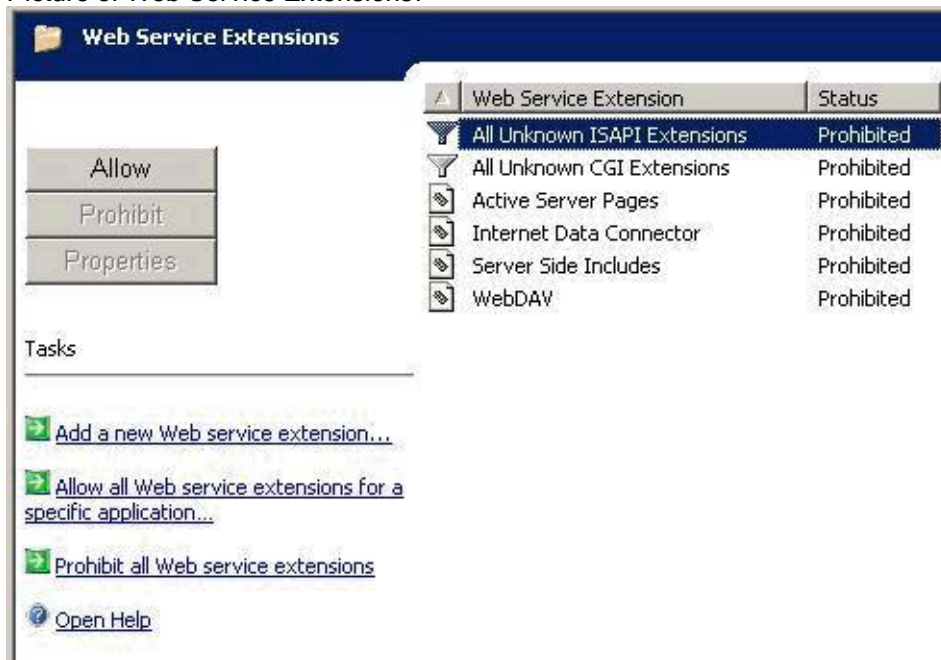 Web Service Extensions
Allow
Prohibit
Properties
Tasks
Add a new Web service extension...
Allow all Web service extensions for a
specific application...
Prohibit all Web service extensions
Open Help
Web Service Extension Status
All Unknown ISAPI Extensions Prohibited
All Unknown CGI Extensions Prohibited
Active Server Pages Prohibited
Internet Data Connector Prohibited
Server Side Includes Prohibited
WebDAV Prohibited